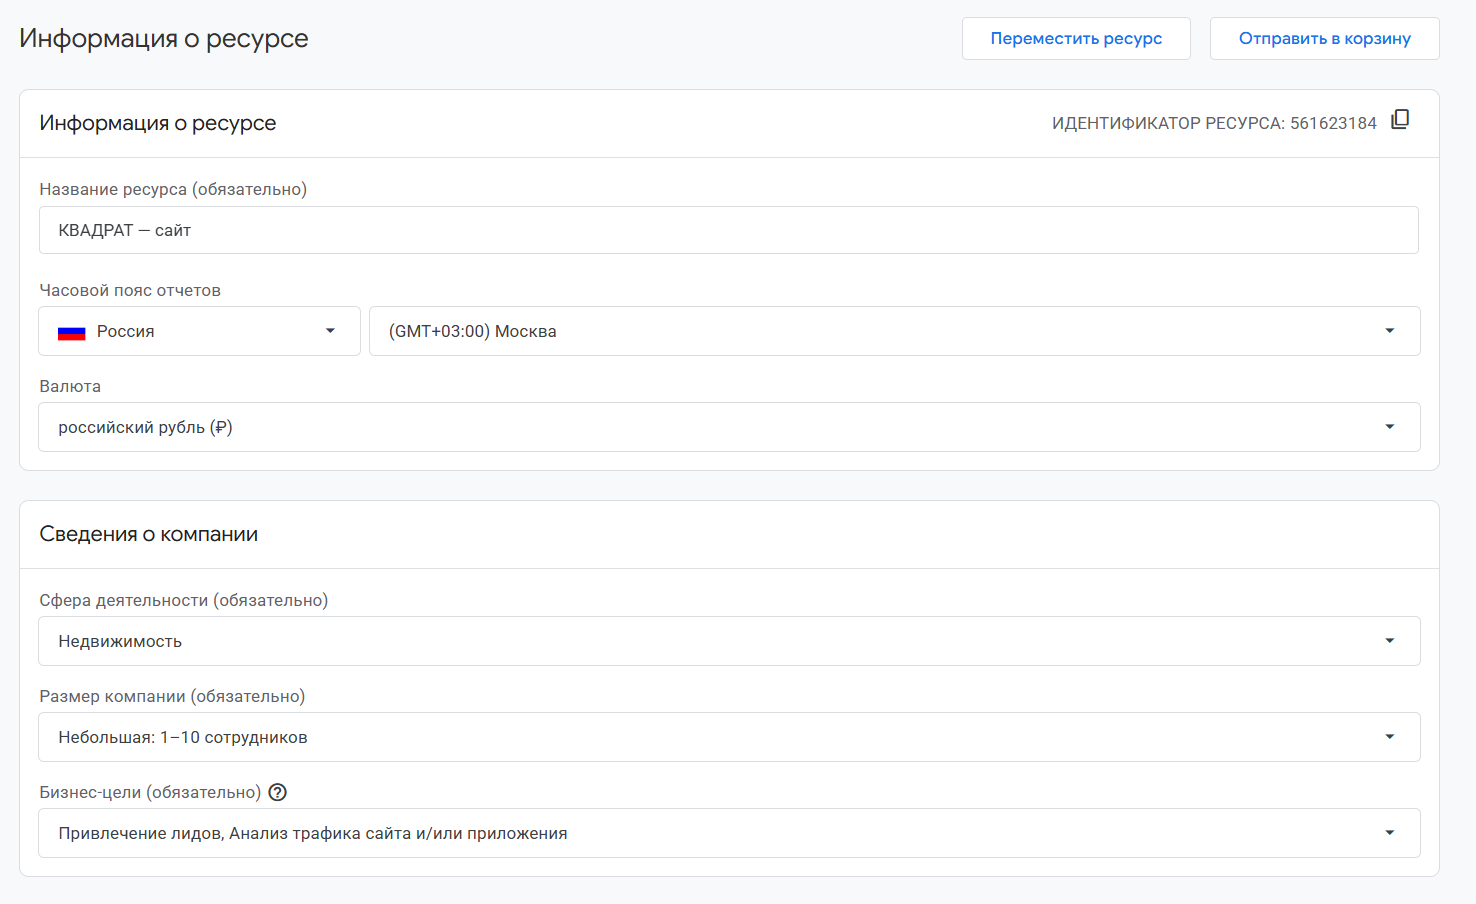 Информация о ресурсе
Переместить ресурс
Отправить в корзину
Информация о ресурсе
ИДЕНТИФИКАТОР РЕСУРСА: 561623184
Название ресурса (обязательно)
КВАДРАТ — сайт
Часовой пояс отчетов
Россия
(GMT+03:00) Москва
Валюта
российский рубль (₽)
Сведения о компании
Сфера деятельности (обязательно)
Недвижимость
Размер компании (обязательно)
Небольшая: 1–10 сотрудников
Бизнес-цели (обязательно)
Привлечение лидов, Анализ трафика сайта и/или приложения